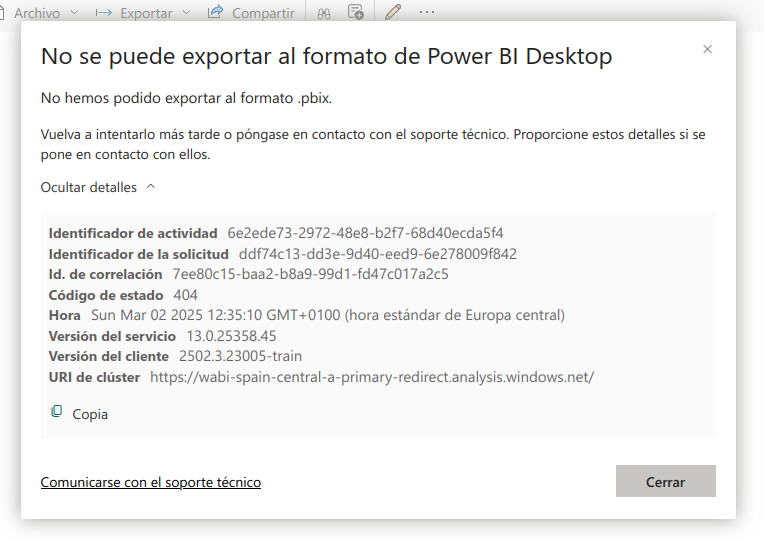 Archivo Exportar Compartir ...
No se puede exportar al formato de Power BI Desktop
No hemos podido exportar al formato .pbix.
Vuelva a intentarlo más tarde o póngase en contacto con el soporte técnico. Proporcione estos detalles si se
pone en contacto con ellos.
Ocultar detalles
Identificador de actividad 6e2ede73-2972-48e8-b2f7-68d40ecda5f4
Identificador de la solicitud ddf74c13-dd3e-9d40-eed9-6e278009f842
Id. de correlación 7ee80c15-baa2-b8a9-99d1-fd47c017a2c5
Código de estado 404
Hora Sun Mar 02 2025 12:35:10 GMT+0100 (hora estándar de Europa central)
Versión del servicio 13.0.25358.45
Versión del cliente 2502.3.23005-train
URI de clúster https://wabi-spain-central-a-primary-redirect.analysis.windows.net/
Copia
Comunicarse con el soporte técnico
Cerrar